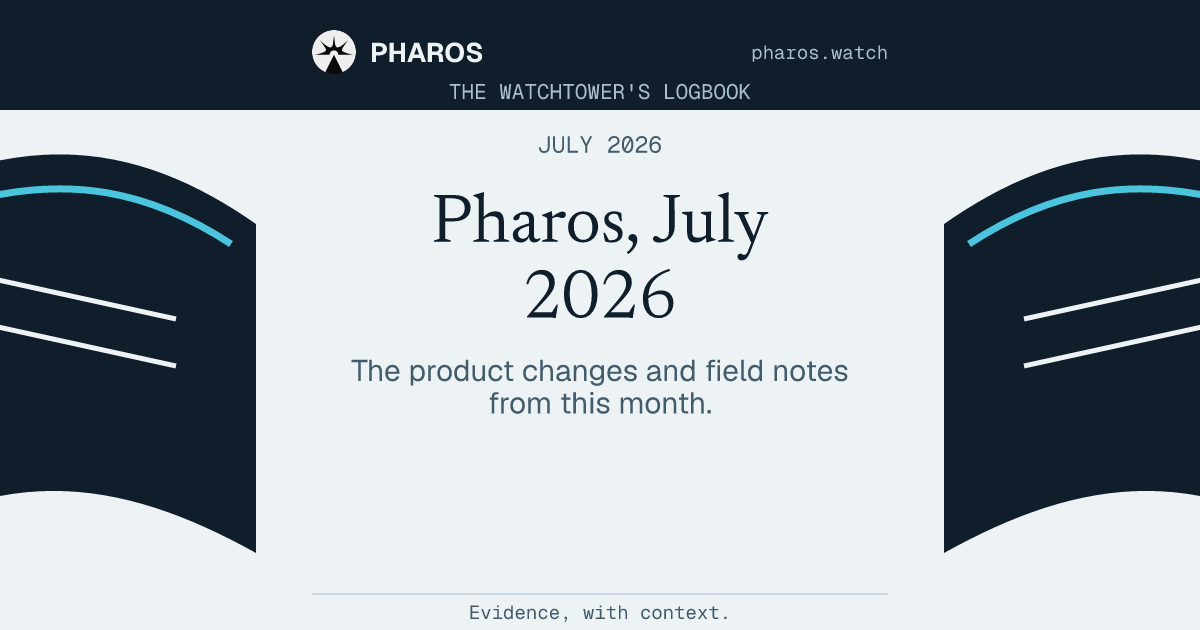 PHAROS
pharos.watch
THE WATCHTOWER'S LOGBOOK
JULY 2026
Pharos, July
2026
The product changes and field notes
from this month.
Evidence, with context.